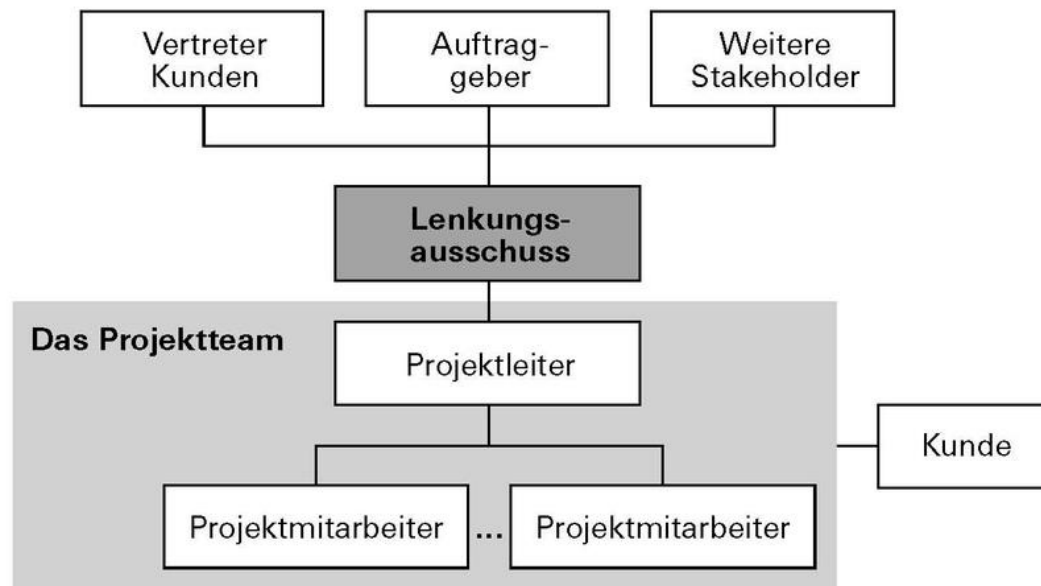 Vertreter
Kunden
Auftrag-
geber
Weitere
Stakeholder
Lenkungs-
ausschuss
Das Projektteam
Projektleiter
Kunde
Projektmitarbeiter ... Projektmitarbeiter